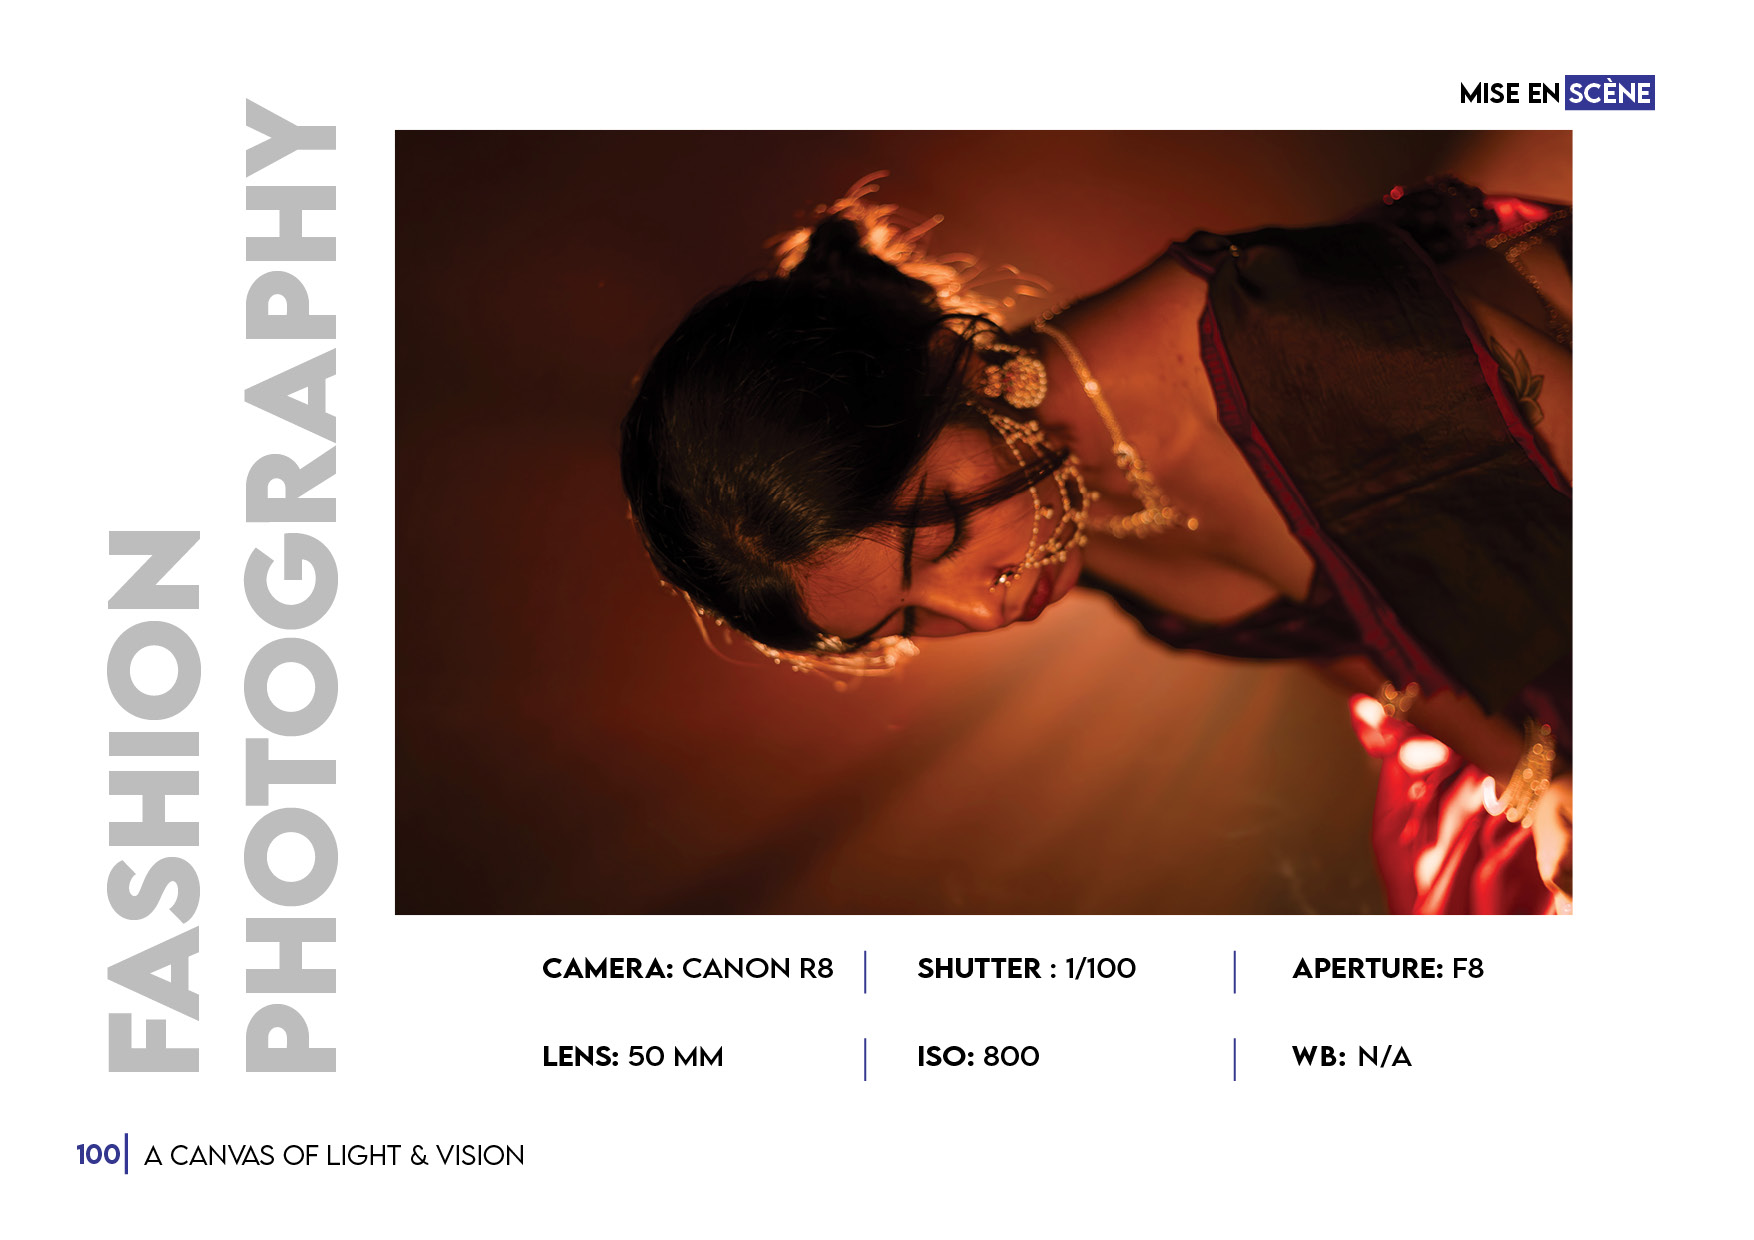 MISE EN SCÈNE
FASHION
PHOTOGRAPHY
CAMERA: CANON R8
SHUTTER : 1/100
APERTURE: F8
LENS: 50 MM
ISO: 800
WB: N/A
100 A CANVAS OF LIGHT & VISION